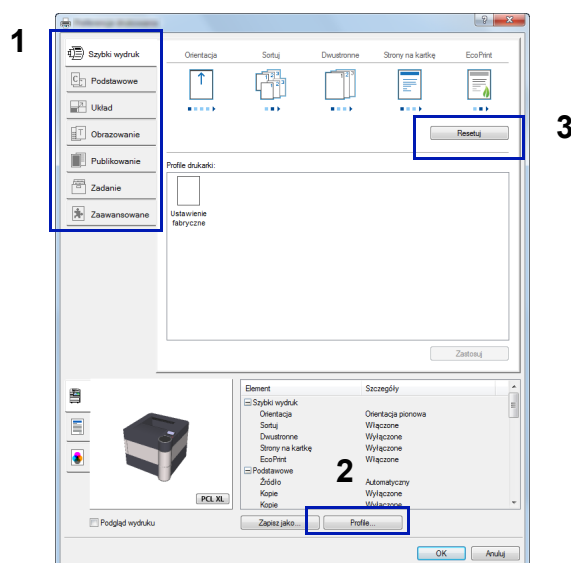 1
Szybki wydruk
Podstawowe
Układ
Obrazowanie
Publikowanie
Zadanie
Zaawansowane
Orientacja Sortuj Dwustronne Strony na kartkę EcoPrint
Resetuj
3
Profile drukarki:
Ustawienie
fabryczne
Zastosuj
Element Szczegóły
Szybki wydruk
Orientacja Orientacja pionowa
Sortuj Włączone
Dwustronne Wyłączone
Strony na kartkę Wyłączone
EcoPrint Włączone
Podstawowe
Źródło Automatyczny
Kopie Wyłączone
Kopie Wyłączone
2
PCL XL
Podgląd wydruku
Zapisz jako...
Profile...
OK
Anuluj